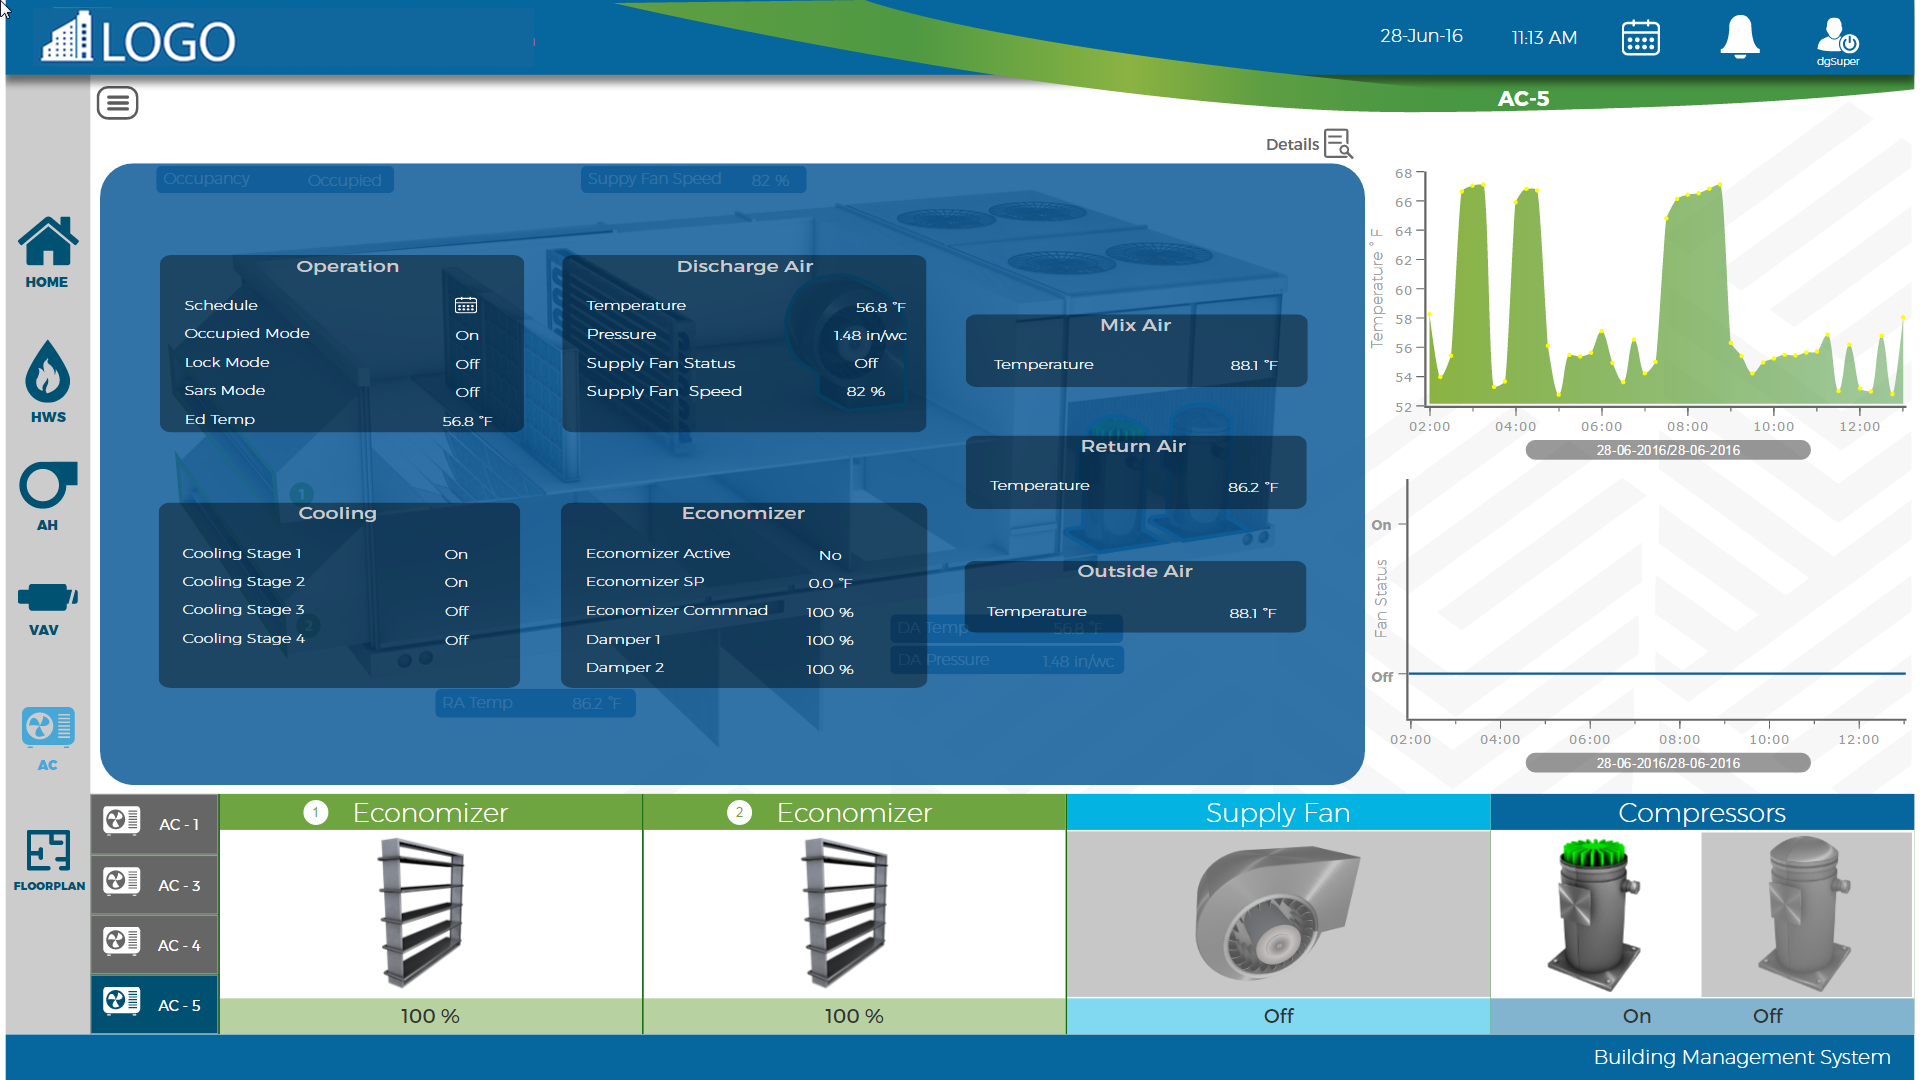 LOGO
28-Jun-16
11:13 AM
dgSuper
AC-5
Details
HOME
HWS
AH
VAV
AC
FLOORPLAN
Occupancy Occupied
Suppy Fan Speed 82 %
Operation
Schedule
Occupied Mode On
Lock Mode Off
Sars Mode Off
Ed Temp 56.8 °F
Discharge Air
Temperature 56.8 °F
Pressure 1.48 in/wc
Supply Fan Status Off
Supply Fan Speed 82 %
Mix Air
Temperature 88.1 °F
Return Air
Temperature 86.2 °F
Outside Air
Temperature 88.1 °F
1
Cooling
Cooling Stage 1 On
Cooling Stage 2 On
Cooling Stage 3 Off
Cooling Stage 4 Off
2
Economizer
Economizer Active No
Economizer SP 0.0 °F
Economizer Commnad 100 %
Damper 1 100 %
Damper 2 100 %
DA Temp 56.8 °F
DA Pressure 1.48 In/wc
RA Temp 86.2 °F
Temperature ° F
68
66
64
62
60
58
56
54
52
02:00 04:00 06:00 08:00 10:00 12:00
28-06-2016/28-06-2016
Fan Status
On
Off
02:00 04:00 06:00 08:00 10:00 12:00
28-06-2016/28-06-2016
AC - 1
AC - 3
AC - 4
AC - 5
1 Economizer
100 %
2 Economizer
100 %
Supply Fan
Off
Compressors
On Off
Building Management System